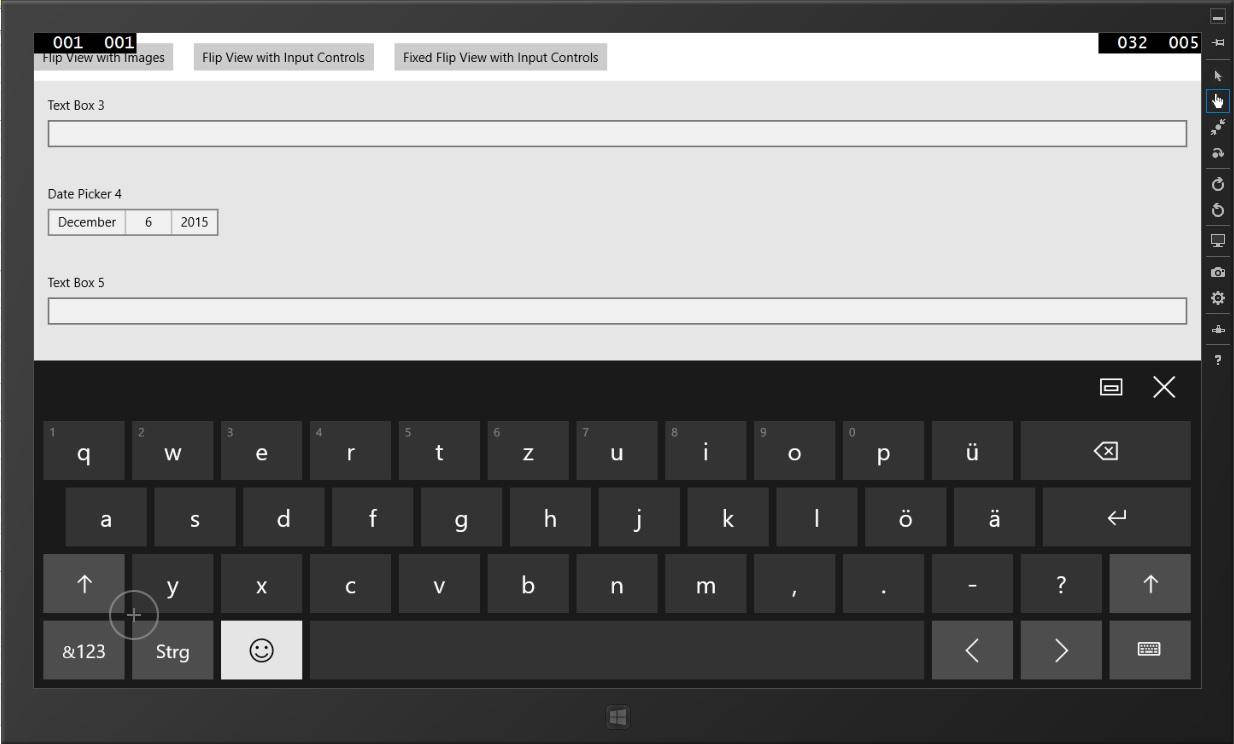 001 001 032 005
Flip View with Images Flip View with Input Controls Fixed Flip View with Input Controls
Text Box 3
Date Picker 4
December 6 2015
Text Box 5
1 q 2 w 3 e 4 r 5 t 6 z 7 u 8 i 9 o 0 p ü
a s d f g h j k l ö ä
y x c v b n m , . - ?
&123 Strg
?